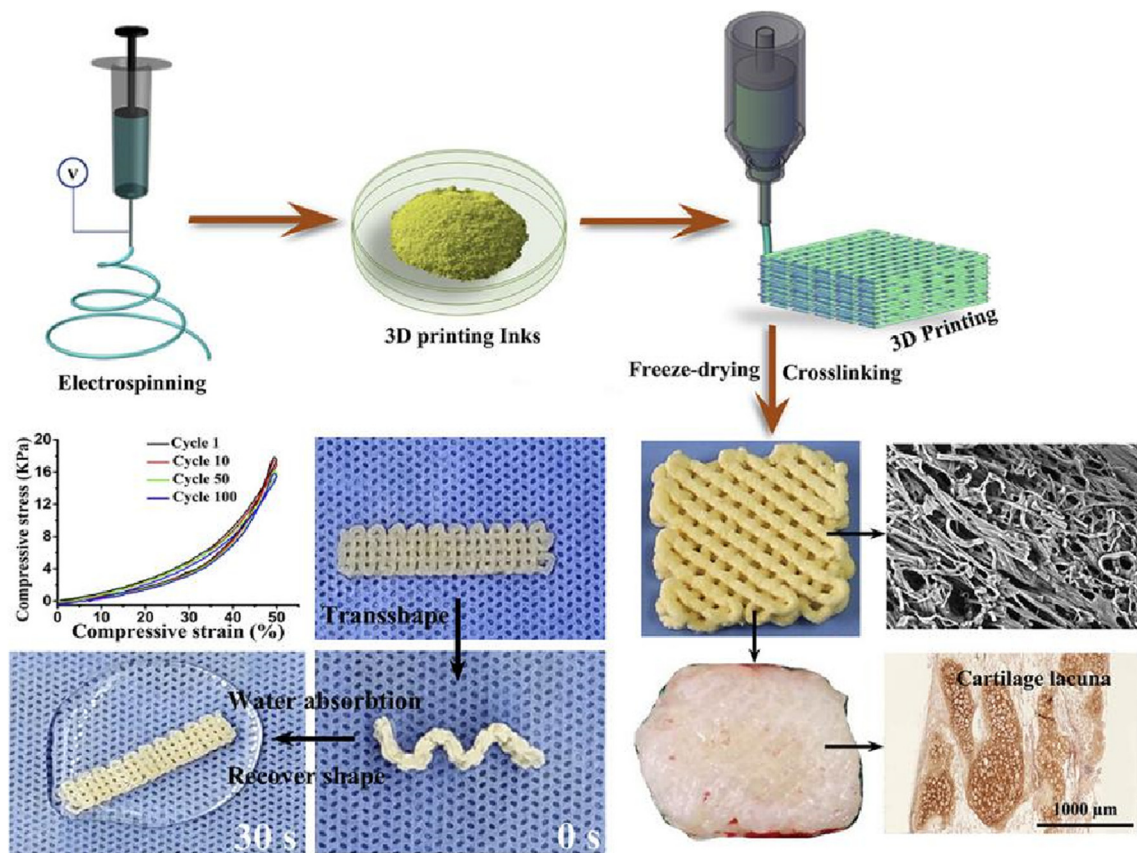 V
3D printing Inks
3D Printing
Electrospinning
Freeze-drying
Crosslinking
20
16
12
8
4
0
Compressive stress (KPa)
Cycle 1
Cycle 10
Cycle 50
Cycle 100
0 10 20 30 40 50
Compressive strain (%)
Transshape
Water absorbtion
Recover shape
30 s
0 s
Cartilage lacuna
1000 μm